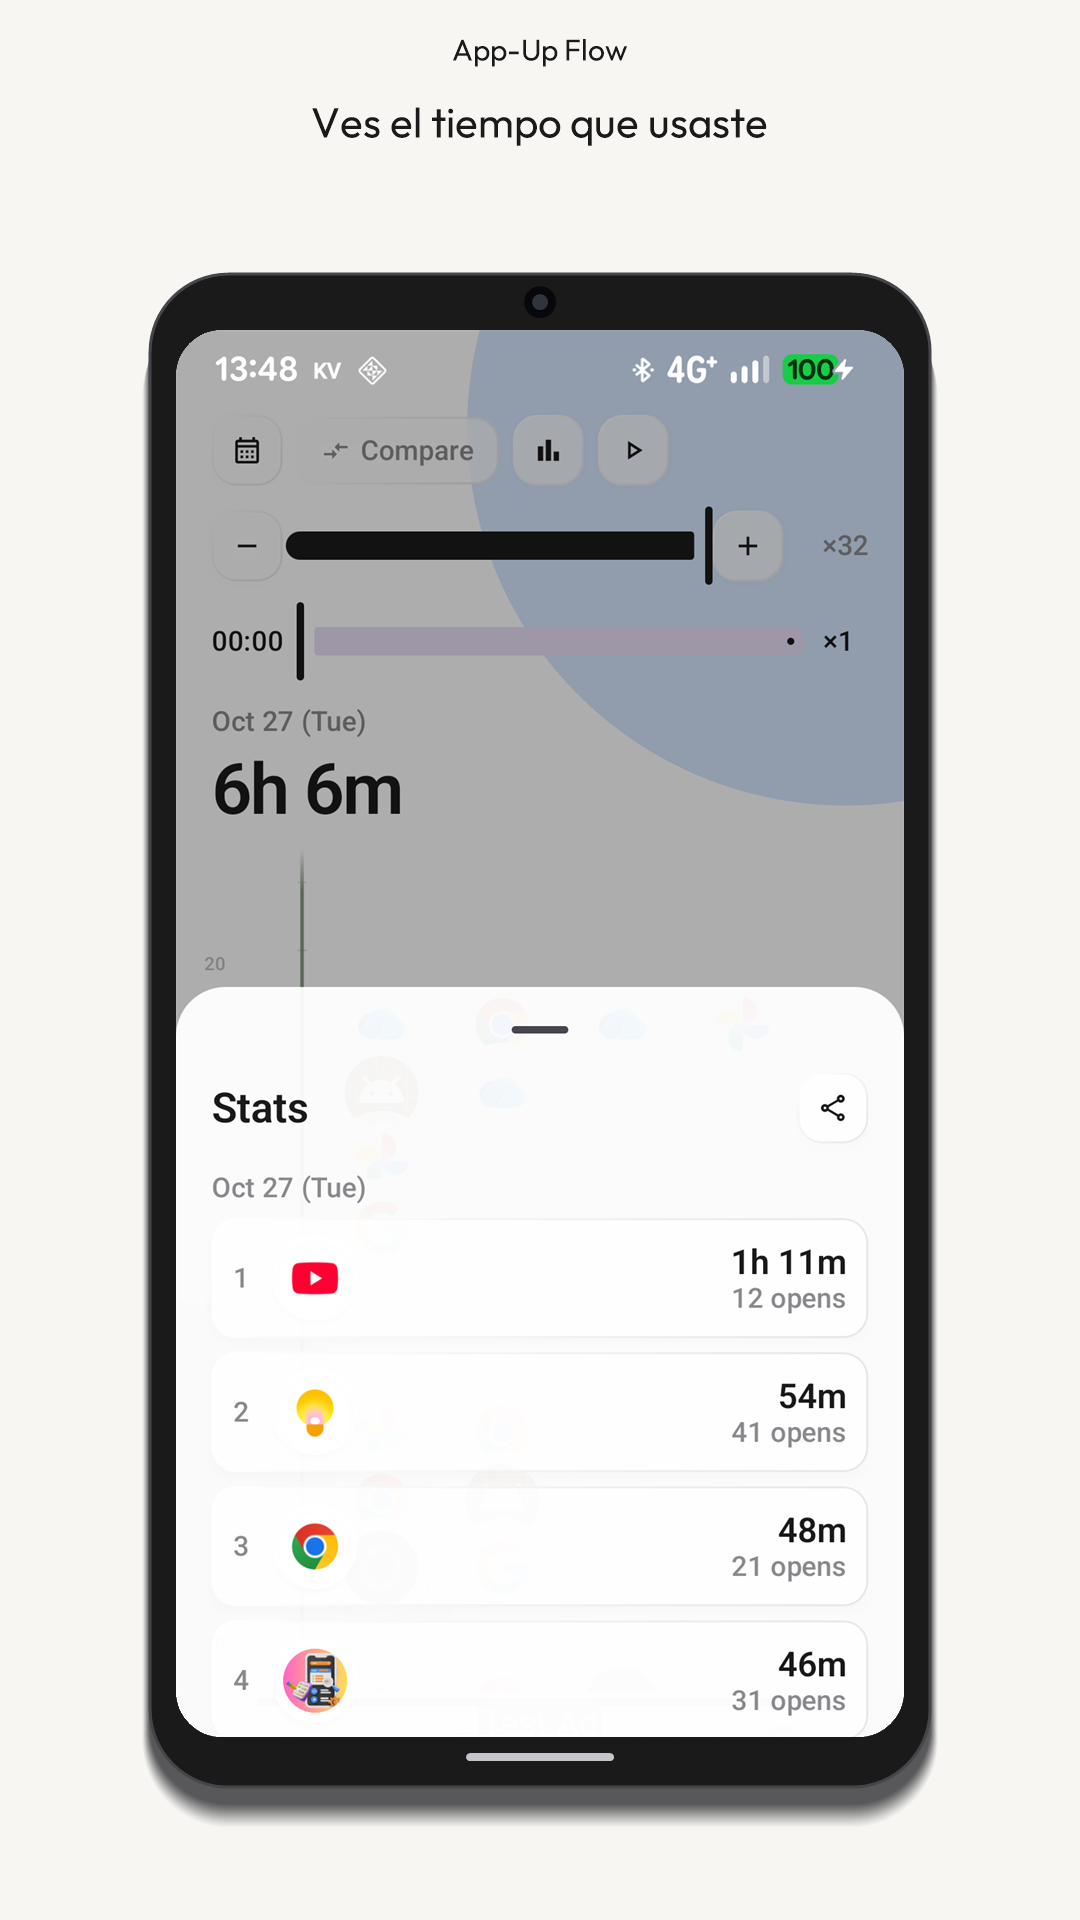 App-Up Flow
Ves el tiempo que usaste
13:48 KV 4G+ 100
Compare
×32
00:00 ×1
Oct 27 (Tue)
6h 6m
20
Stats
Oct 27 (Tue)
1 1h 11m
12 opens
2 54m
41 opens
3 48m
21 opens
4 46m
31 opens